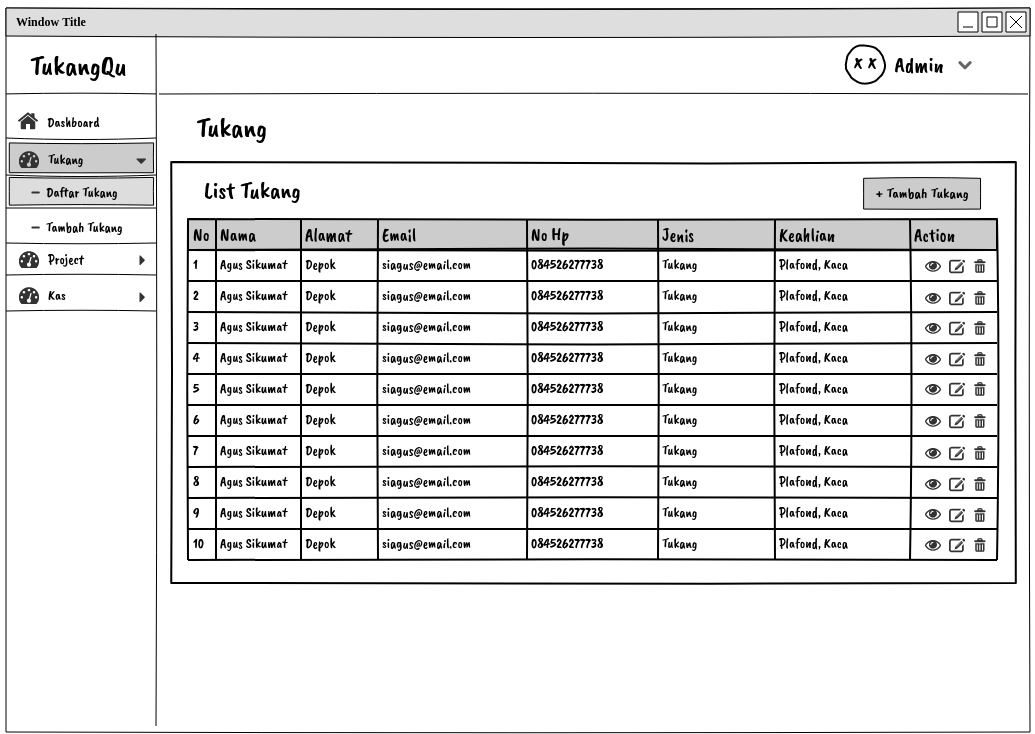 Window Title
TukangQu
Admin
Dashboard
Tukang
– Daftar Tukang
– Tambah Tukang
Project
Kas
Tukang
List Tukang
+ Tambah Tukang
No Nama Alamat Email No Hp Jenis Keahlian Action
1 Agus Sikumat Depok siagus@email.com 084526277738 Tukang Plafond, Kaca
2 Agus Sikumat Depok siagus@email.com 084526277738 Tukang Plafond, Kaca
3 Agus Sikumat Depok siagus@email.com 084526277738 Tukang Plafond, Kaca
4 Agus Sikumat Depok siagus@email.com 084526277738 Tukang Plafond, Kaca
5 Agus Sikumat Depok siagus@email.com 084526277738 Tukang Plafond, Kaca
6 Agus Sikumat Depok siagus@email.com 084526277738 Tukang Plafond, Kaca
7 Agus Sikumat Depok siagus@email.com 084526277738 Tukang Plafond, Kaca
8 Agus Sikumat Depok siagus@email.com 084526277738 Tukang Plafond, Kaca
9 Agus Sikumat Depok siagus@email.com 084526277738 Tukang Plafond, Kaca
10 Agus Sikumat Depok siagus@email.com 084526277738 Tukang Plafond, Kaca